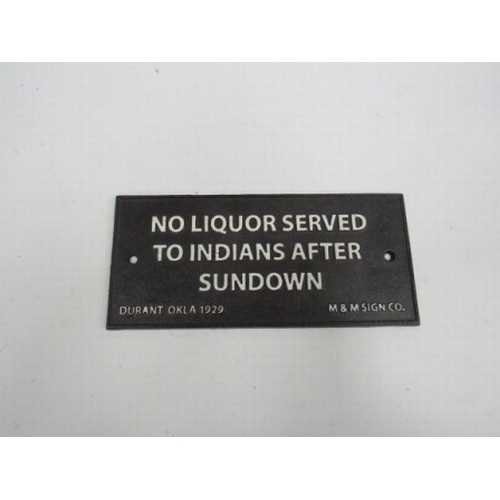 NO LIQUOR SERVED
TO INDIANS AFTER
SUNDOWN
DURANT OKLA 1929
M & M SIGN CO.